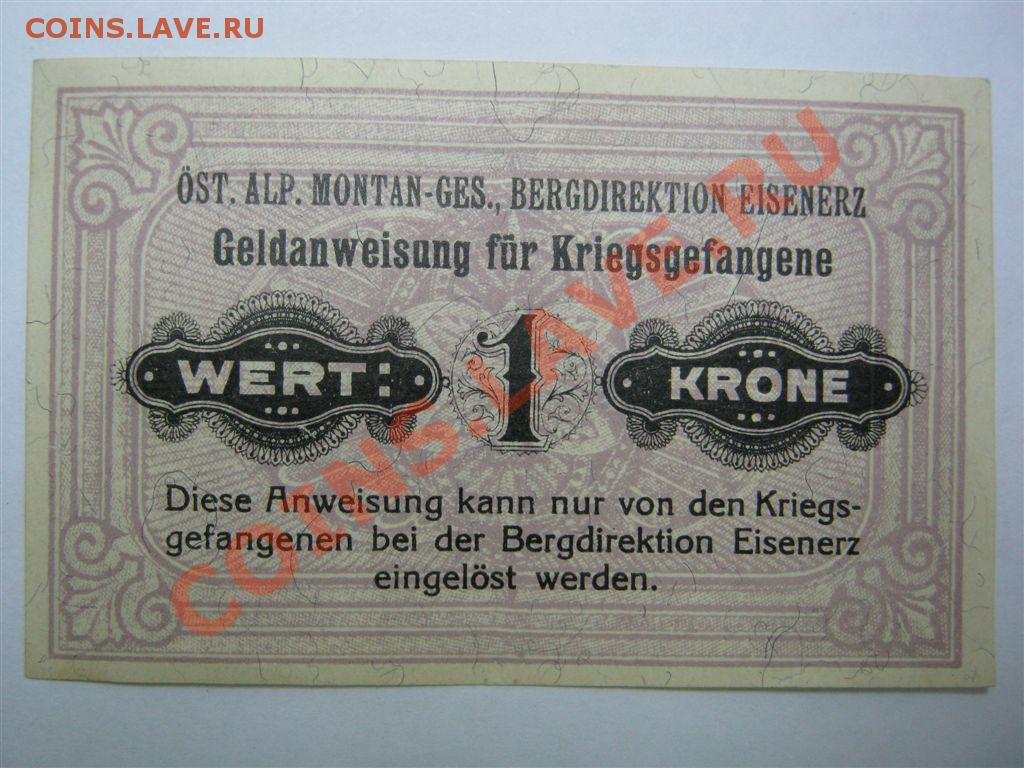 COINS.LAVE.RU
ÖST. ALP. MONTAN-GES., BERGDIREKTION EISENERZ
Geldanweisung für Kriegsgefangene
WERT: 1 KRONE
Diese Anweisung kann nur von den Kriegs-
gefangenen bei der Bergdirektion Eisenerz
eingelöst werden.
COINS.LAVE.RU